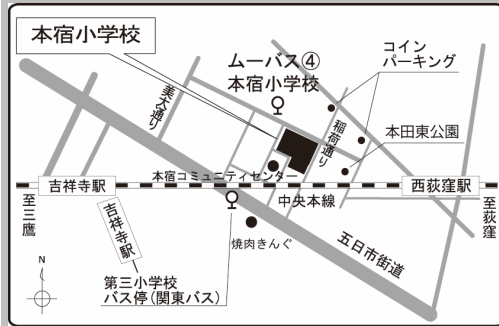 本宿小学校
ムーバス④
本宿小学校
コイン
パーキング
美大通り
稲荷通り
本田東公園
本宿コミュニティセンター
吉祥寺駅
西荻窪駅
至三鷹
中央本線
至荻窪
吉祥寺駅
五日市街道
焼肉きんぐ
第三小学校
バス停(関東バス)
N